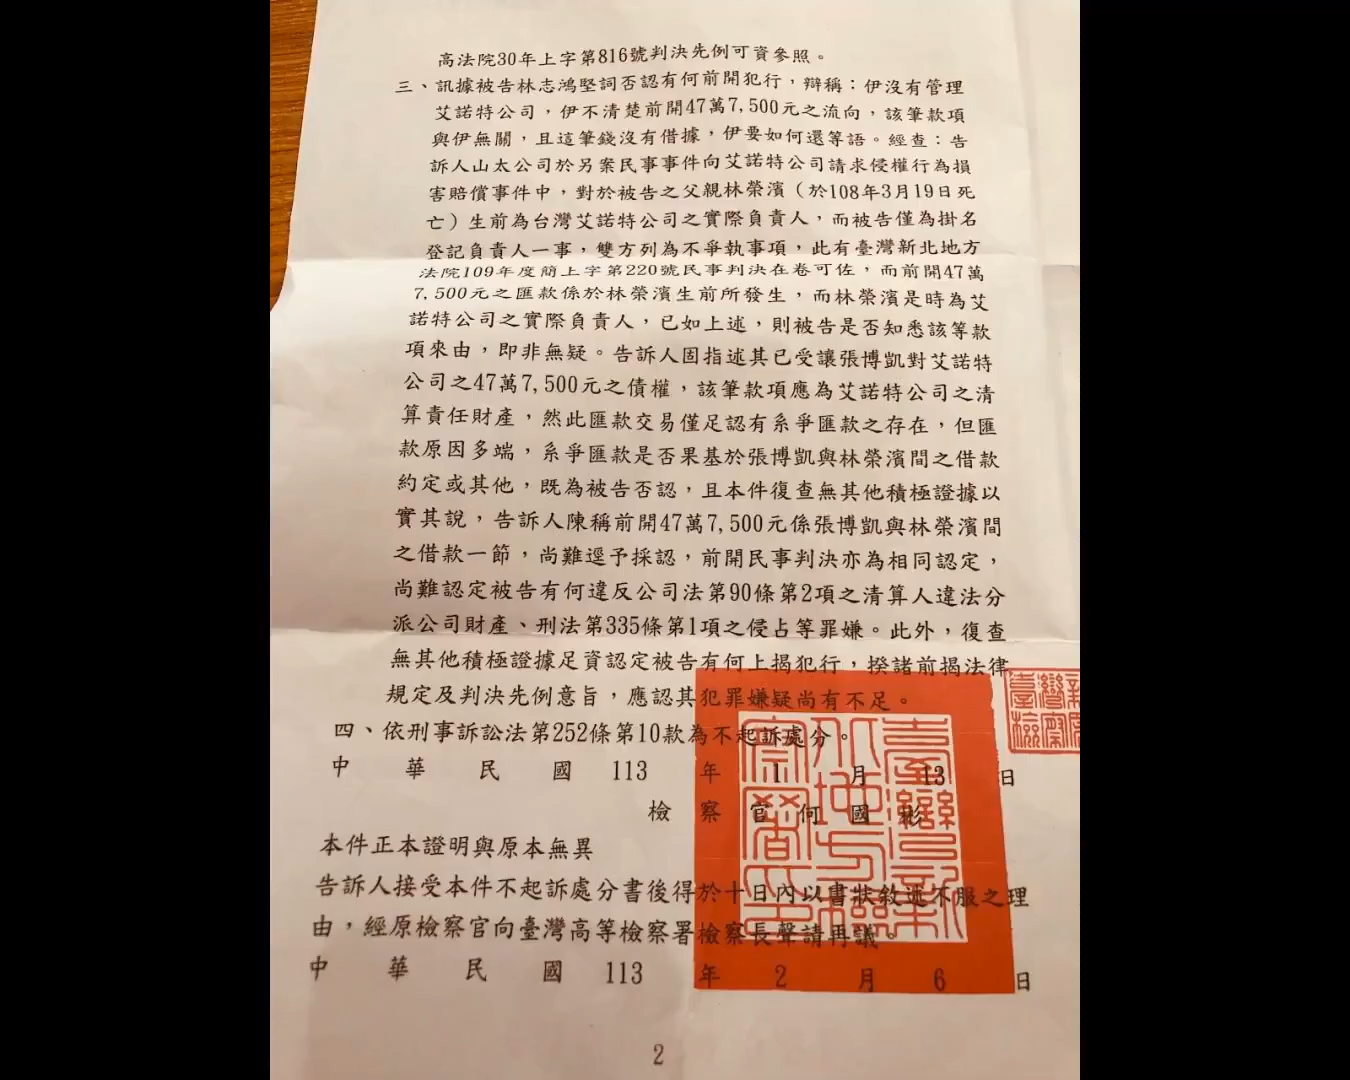 高法院30年上字第816號判決先例可資參照。
三、訊據被告林志鴻堅詞否認有何前開犯行，辯稱：伊沒有管理
艾諾特公司，伊不清楚前開47萬7,500元之流向，該筆款項
與伊無關，且這筆錢沒有借據，伊要如何還等語。經查：告
訴人山太公司於另案民事事件向艾諾特公司請求侵權行為損
害賠償事件中，對於被告之父親林榮濱（於108年3月19日死
亡）生前為台灣艾諾特公司之實際負責人，而被告僅為掛名
登記負責人一事，雙方列為不爭執事項，此有臺灣新北地方
法院109年度簡上字第220號民事判決在卷可佐，而前開47萬
7,500元之匯款係於林榮濱生前所發生，而林榮濱是時為艾
諾特公司之實際負責人，已如上述，則被告是否知悉該等款
項來由，即非無疑。告訴人固指述其已受讓張博凱對艾諾特
公司之47萬7,500元之債權，該筆款項應為艾諾特公司之清
算責任財產，然此匯款交易僅足認有系爭匯款之存在，但匯
款原因多端，系爭匯款是否果基於張博凱與林榮濱間之借款
約定或其他，既為被告否認，且本件復查無其他積極證據以
實其說，告訴人陳稱前開47萬7,500元係張博凱與林榮濱間
之借款一節，尚難逕予採認，前開民事判決亦為相同認定，
尚難認定被告有何違反公司法第90條第2項之清算人違法分
派公司財產、刑法第335條第1項之侵占等罪嫌。此外，復查
無其他積極證據足資認定被告有何上揭犯行，揆諸前揭法律
規定及判決先例意旨，應認其犯罪嫌疑尚有不足。
四、依刑事訴訟法第252條第10款為不起訴處分。
中 華 民 國 113 年 1 月 13 日
檢 察 官 何 國 彬
本件正本證明與原本無異
告訴人接受本件不起訴處分書後得於十日內以書狀敘述不服之理
由，經原檢察官向臺灣高等檢察署檢察長聲請再議。
中 華 民 國 113 年 2 月 6 日
2